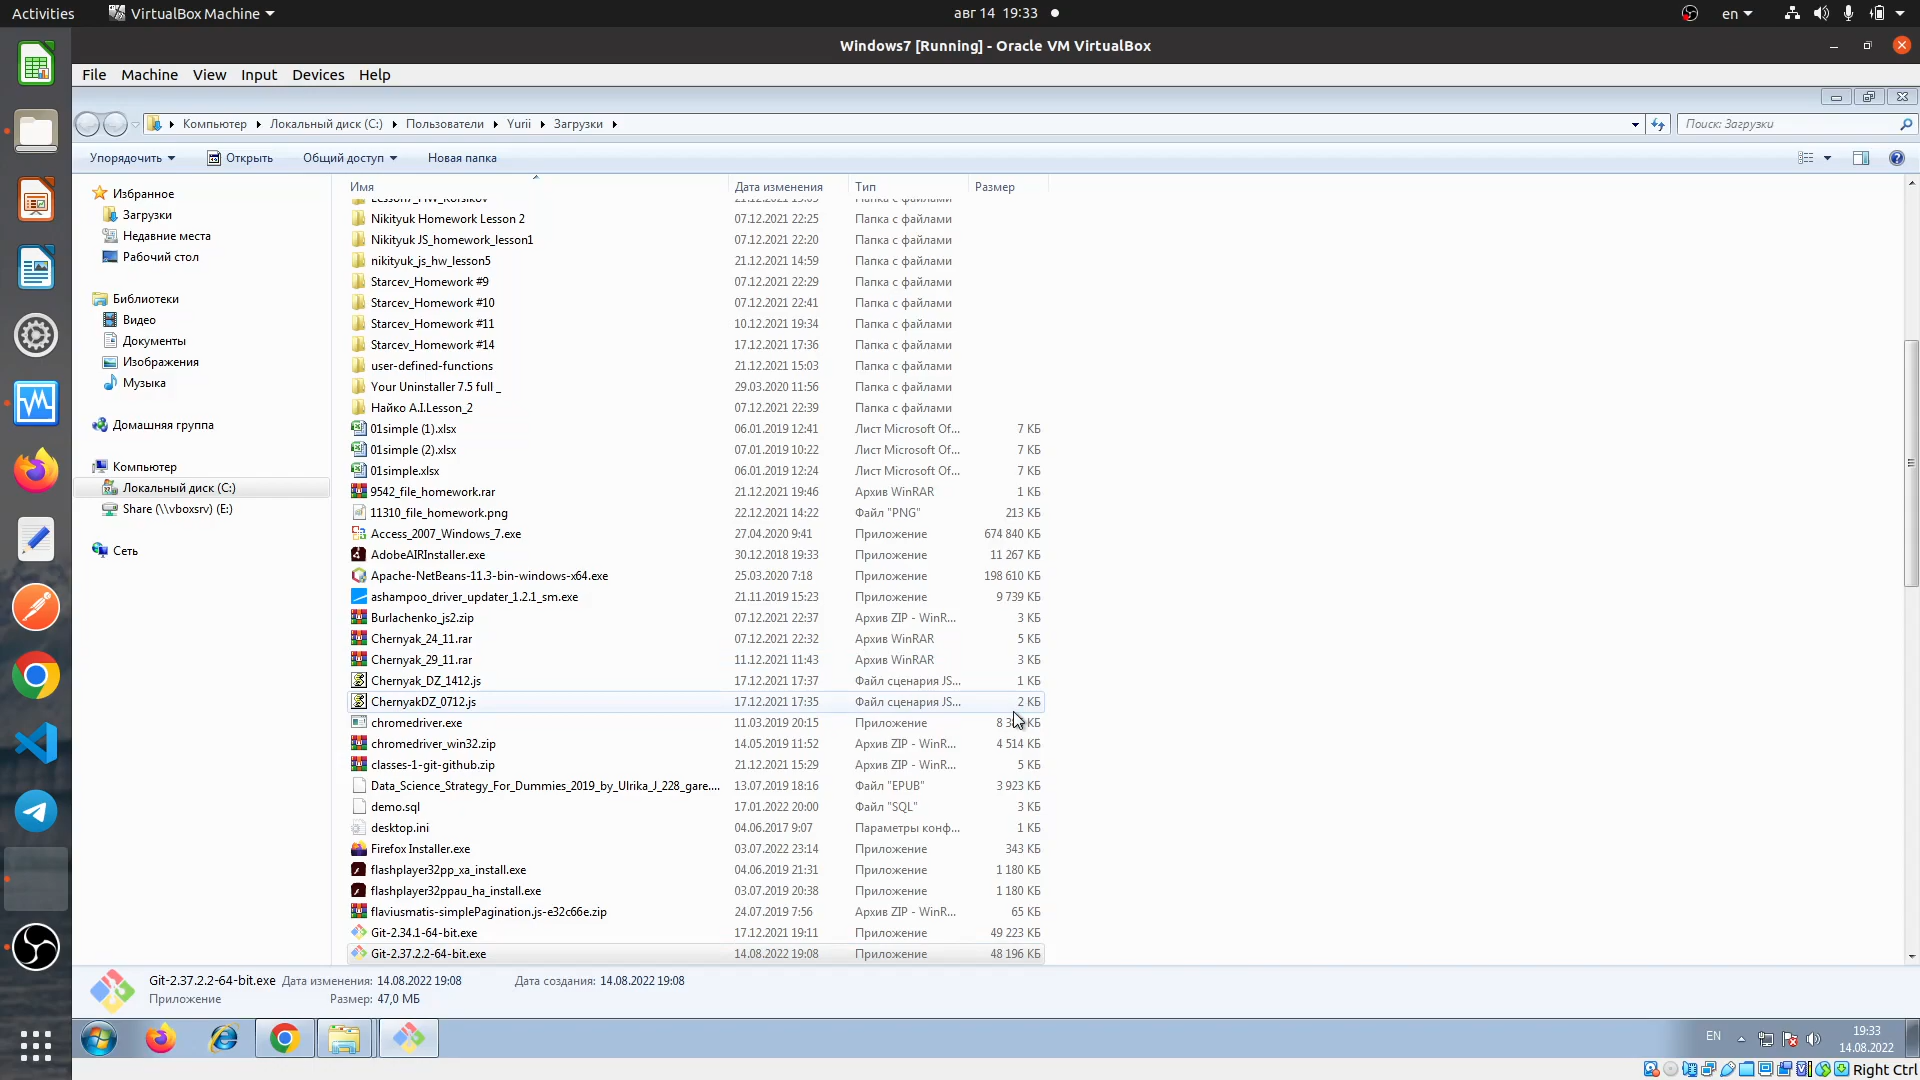 Activities VirtualBox Machine авг 14 19:33 en
Windows7 [Running] - Oracle VM VirtualBox
File Machine View Input Devices Help
Компьютер Локальный диск (C:) Пользователи Yurii Загрузки Поиск: Загрузки
Упорядочить Открыть Общий доступ Новая папка
Имя Дата изменения Тип Размер
Избранное
Загрузки
Недавние места
Рабочий стол
Библиотеки
Видео
Документы
Изображения
Музыка
Домашняя группа
Компьютер
Локальный диск (C:)
Share (\\vboxsrv) (E:)
Сеть
Nikityuk Homework Lesson 2 07.12.2021 22:25 Папка с файлами
Nikityuk JS_homework_lesson1 07.12.2021 22:20 Папка с файлами
nikityuk_js_hw_lesson5 21.12.2021 14:59 Папка с файлами
Starcev_Homework #9 07.12.2021 22:29 Папка с файлами
Starcev_Homework #10 07.12.2021 22:41 Папка с файлами
Starcev_Homework #11 10.12.2021 19:34 Папка с файлами
Starcev_Homework #14 17.12.2021 17:36 Папка с файлами
user-defined-functions 21.12.2021 15:03 Папка с файлами
Your Uninstaller 7.5 full _ 29.03.2020 11:56 Папка с файлами
Найко A.I.Lesson_2 07.12.2021 22:39 Папка с файлами
01simple (1).xlsx 06.01.2019 12:41 Лист Microsoft Of... 7 КБ
01simple (2).xlsx 07.01.2019 10:22 Лист Microsoft Of... 7 КБ
01simple.xlsx 06.01.2019 12:24 Лист Microsoft Of... 7 КБ
9542_file_homework.rar 21.12.2021 19:46 Архив WinRAR 1 КБ
11310_file_homework.png 22.12.2021 14:22 Файл "PNG" 213 КБ
Access_2007_Windows_7.exe 27.04.2020 9:41 Приложение 674 840 КБ
AdobeAIRInstaller.exe 30.12.2018 19:33 Приложение 11 267 КБ
Apache-NetBeans-11.3-bin-windows-x64.exe 25.03.2020 7:18 Приложение 198 610 КБ
ashampoo_driver_updater_1.2.1_sm.exe 21.11.2019 15:23 Приложение 9 739 КБ
Burlachenko_js2.zip 07.12.2021 22:37 Архив ZIP - WinR... 3 КБ
Chernyak_24_11.rar 07.12.2021 22:32 Архив WinRAR 5 КБ
Chernyak_29_11.rar 11.12.2021 11:43 Архив WinRAR 3 КБ
Chernyak_DZ_1412.js 17.12.2021 17:37 Файл сценария JS... 1 КБ
ChernyakDZ_0712.js 17.12.2021 17:35 Файл сценария JS... 2 КБ
chromedriver.exe 11.03.2019 20:15 Приложение КБ
chromedriver_win32.zip 14.05.2019 11:52 Архив ZIP - WinR... 4 514 КБ
classes-1-git-github.zip 21.12.2021 15:29 Архив ZIP - WinR... 5 КБ
Data_Science_Strategy_For_Dummies_2019_by_Ulrika_J_228_gare.... 13.07.2019 18:16 Файл "EPUB" 3 923 КБ
demo.sql 17.01.2022 20:00 Файл "SQL" 3 КБ
desktop.ini 04.06.2017 9:07 Параметры конф... 1 КБ
Firefox Installer.exe 03.07.2022 23:14 Приложение 343 КБ
flashplayer32pp_xa_install.exe 04.06.2019 21:31 Приложение 1 180 КБ
flashplayer32ppau_ha_install.exe 03.07.2019 20:38 Приложение 1 180 КБ
flaviusmatis-simplePagination.js-e32c66e.zip 24.07.2019 7:56 Архив ZIP - WinR... 65 КБ
Git-2.34.1-64-bit.exe 17.12.2021 19:11 Приложение 49 223 КБ
Git-2.37.2.2-64-bit.exe 14.08.2022 19:08 Приложение 48 196 КБ
Git-2.37.2.2-64-bit.exe Дата изменения: 14.08.2022 19:08 Дата создания: 14.08.2022 19:08
Приложение Размер: 47,0 МБ
EN 19:33
14.08.2022
Right Ctrl